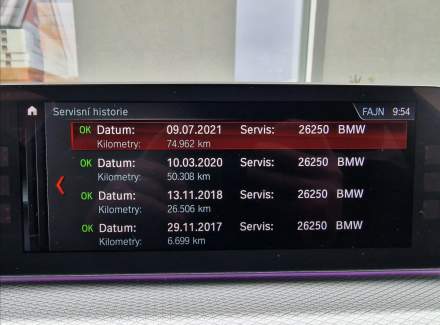 Servisní historie FAJN 9:54
OK Datum: 09.07.2021 Servis: 26250 BMW
Kilometry: 74.962 km
OK Datum: 10.03.2020 Servis: 26250 BMW
Kilometry: 50.308 km
OK Datum: 13.11.2018 Servis: 26250 BMW
Kilometry: 26.506 km
OK Datum: 29.11.2017 Servis: 26250 BMW
Kilometry: 6.699 km